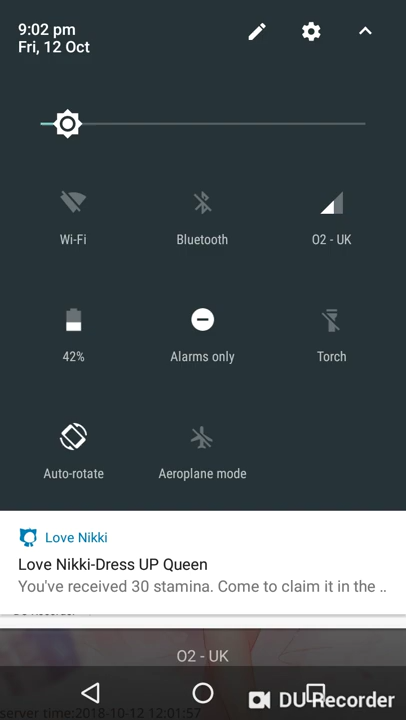 9:02 pm
Fri, 12 Oct
Wi-Fi
Bluetooth
O2 - UK
42%
Alarms only
Torch
Auto-rotate
Aeroplane mode
Love Nikki
Love Nikki-Dress UP Queen
You've received 30 stamina. Come to claim it in the ..
O2 - UK
DU-Recorder
server time:2018-10-12 12:01:57